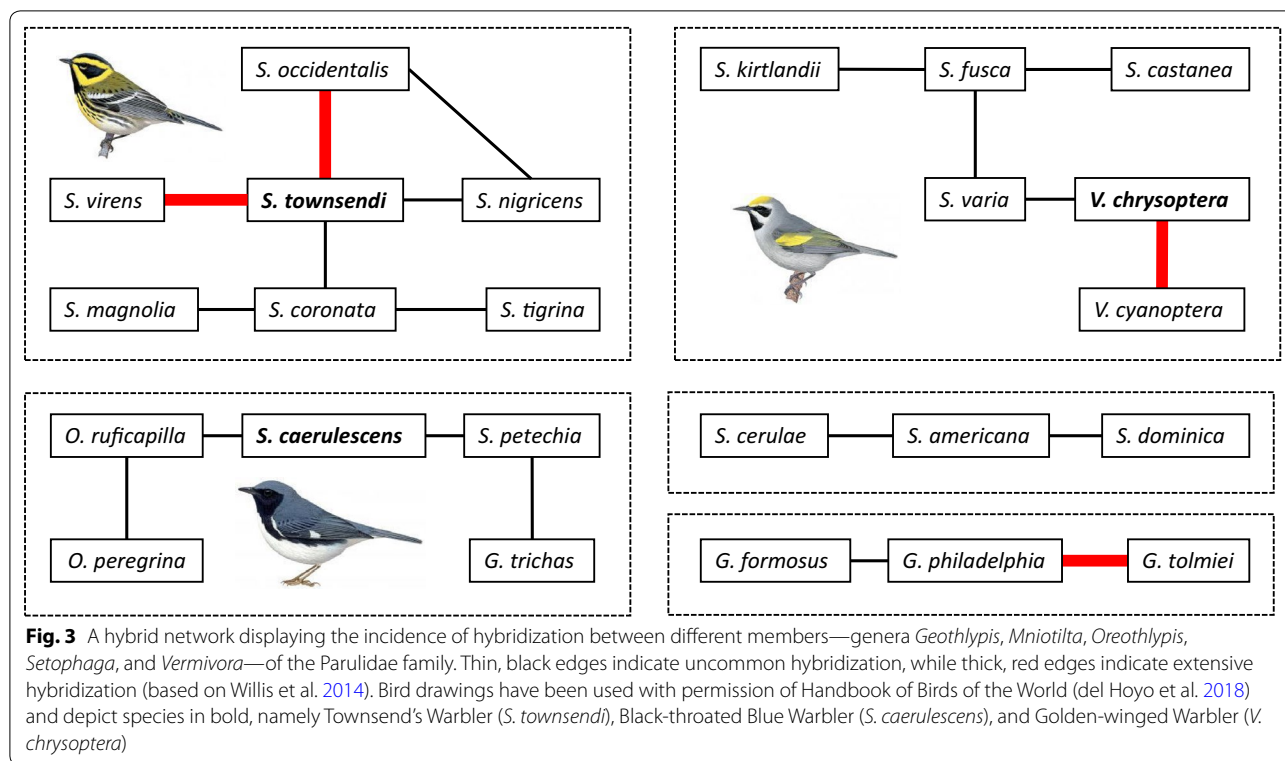 S. occidentalis
S. virens
S. townsendi
S. nigricens
S. magnolia
S. coronata
S. tigrina
S. kirtlandii
S. fusca
S. castanea
S. varia
V. chrysoptera
V. cyanoptera
O. ruficapilla
S. caerulescens
S. petechia
O. peregrina
G. trichas
S. cerulae
S. americana
S. dominica
G. formosus
G. philadelphia
G. tolmiei
Fig. 3 A hybrid network displaying the incidence of hybridization between different members—genera Geothlypis, Mniotilta, Oreothlypis,
Setophaga, and Vermivora—of the Parulidae family. Thin, black edges indicate uncommon hybridization, while thick, red edges indicate extensive
hybridization (based on Willis et al. 2014). Bird drawings have been used with permission of Handbook of Birds of the World (del Hoyo et al. 2018)
and depict species in bold, namely Townsend's Warbler (S. townsendi), Black-throated Blue Warbler (S. caerulescens), and Golden-winged Warbler (V.
chrysoptera)